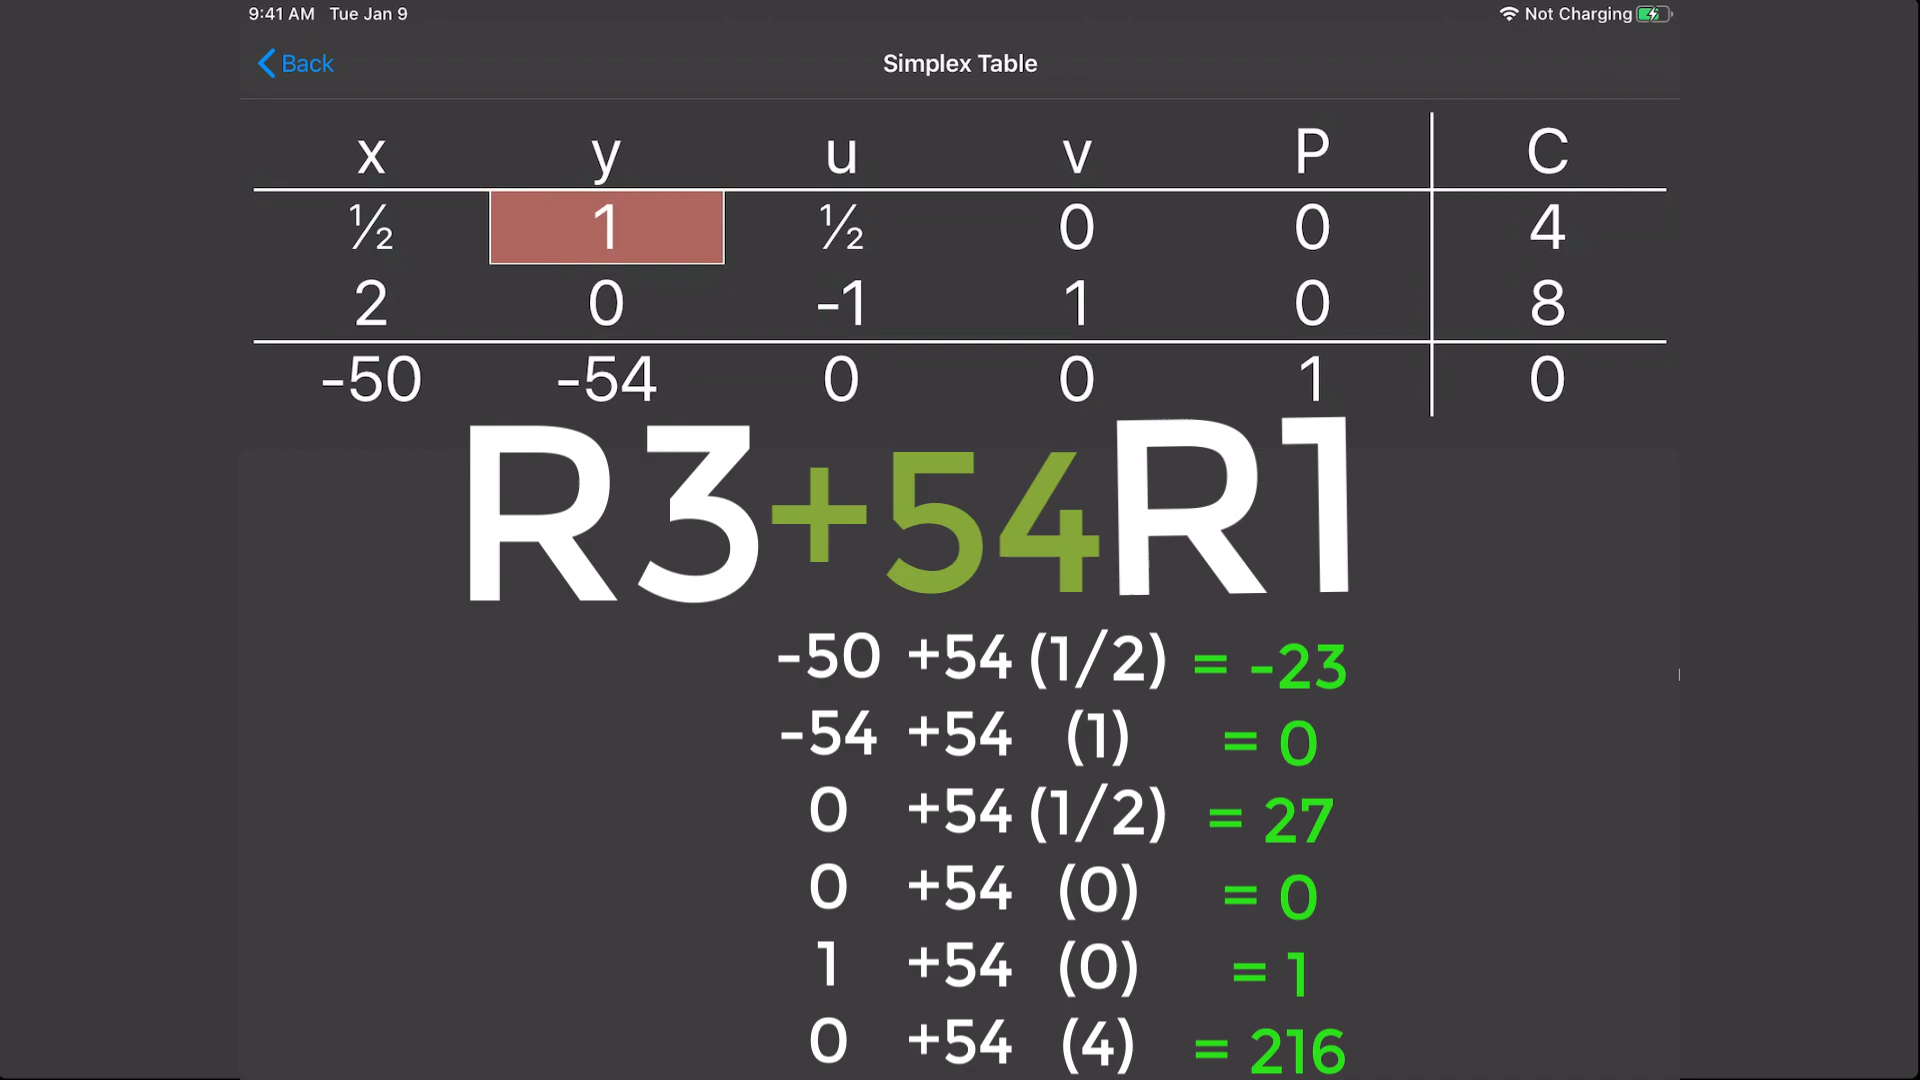 9:41 AM Tue Jan 9 Not Charging
Back Simplex Table
x y u v P C
½ 1 ½ 0 0 4
2 0 -1 1 0 8
-50 -54 0 0 1 0
R3+54R1
-50 +54 (1/2) = -23
-54 +54 (1) = 0
0 +54 (1/2) = 27
0 +54 (0) = 0
1 +54 (0) = 1
0 +54 (4) = 216